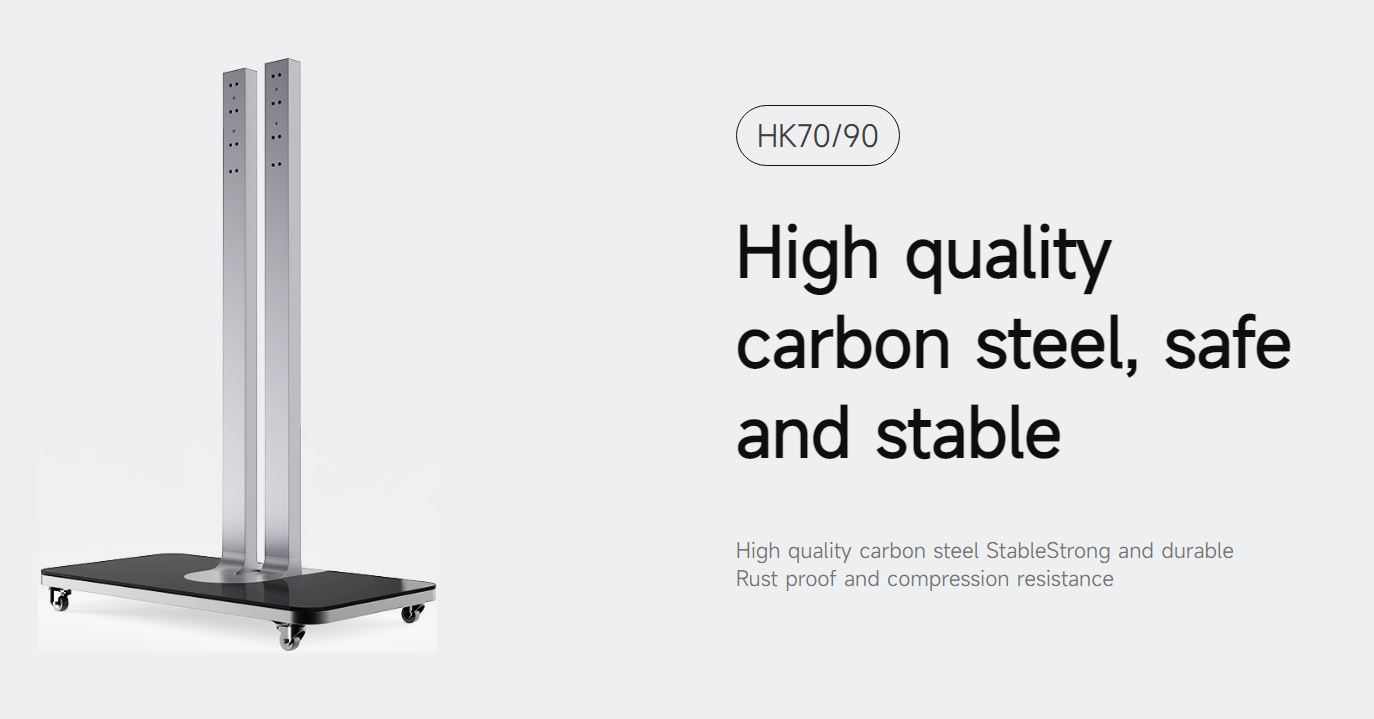 HK70/90
High quality
carbon steel, safe
and stable
High quality carbon steel StableStrong and durable
Rust proof and compression resistance